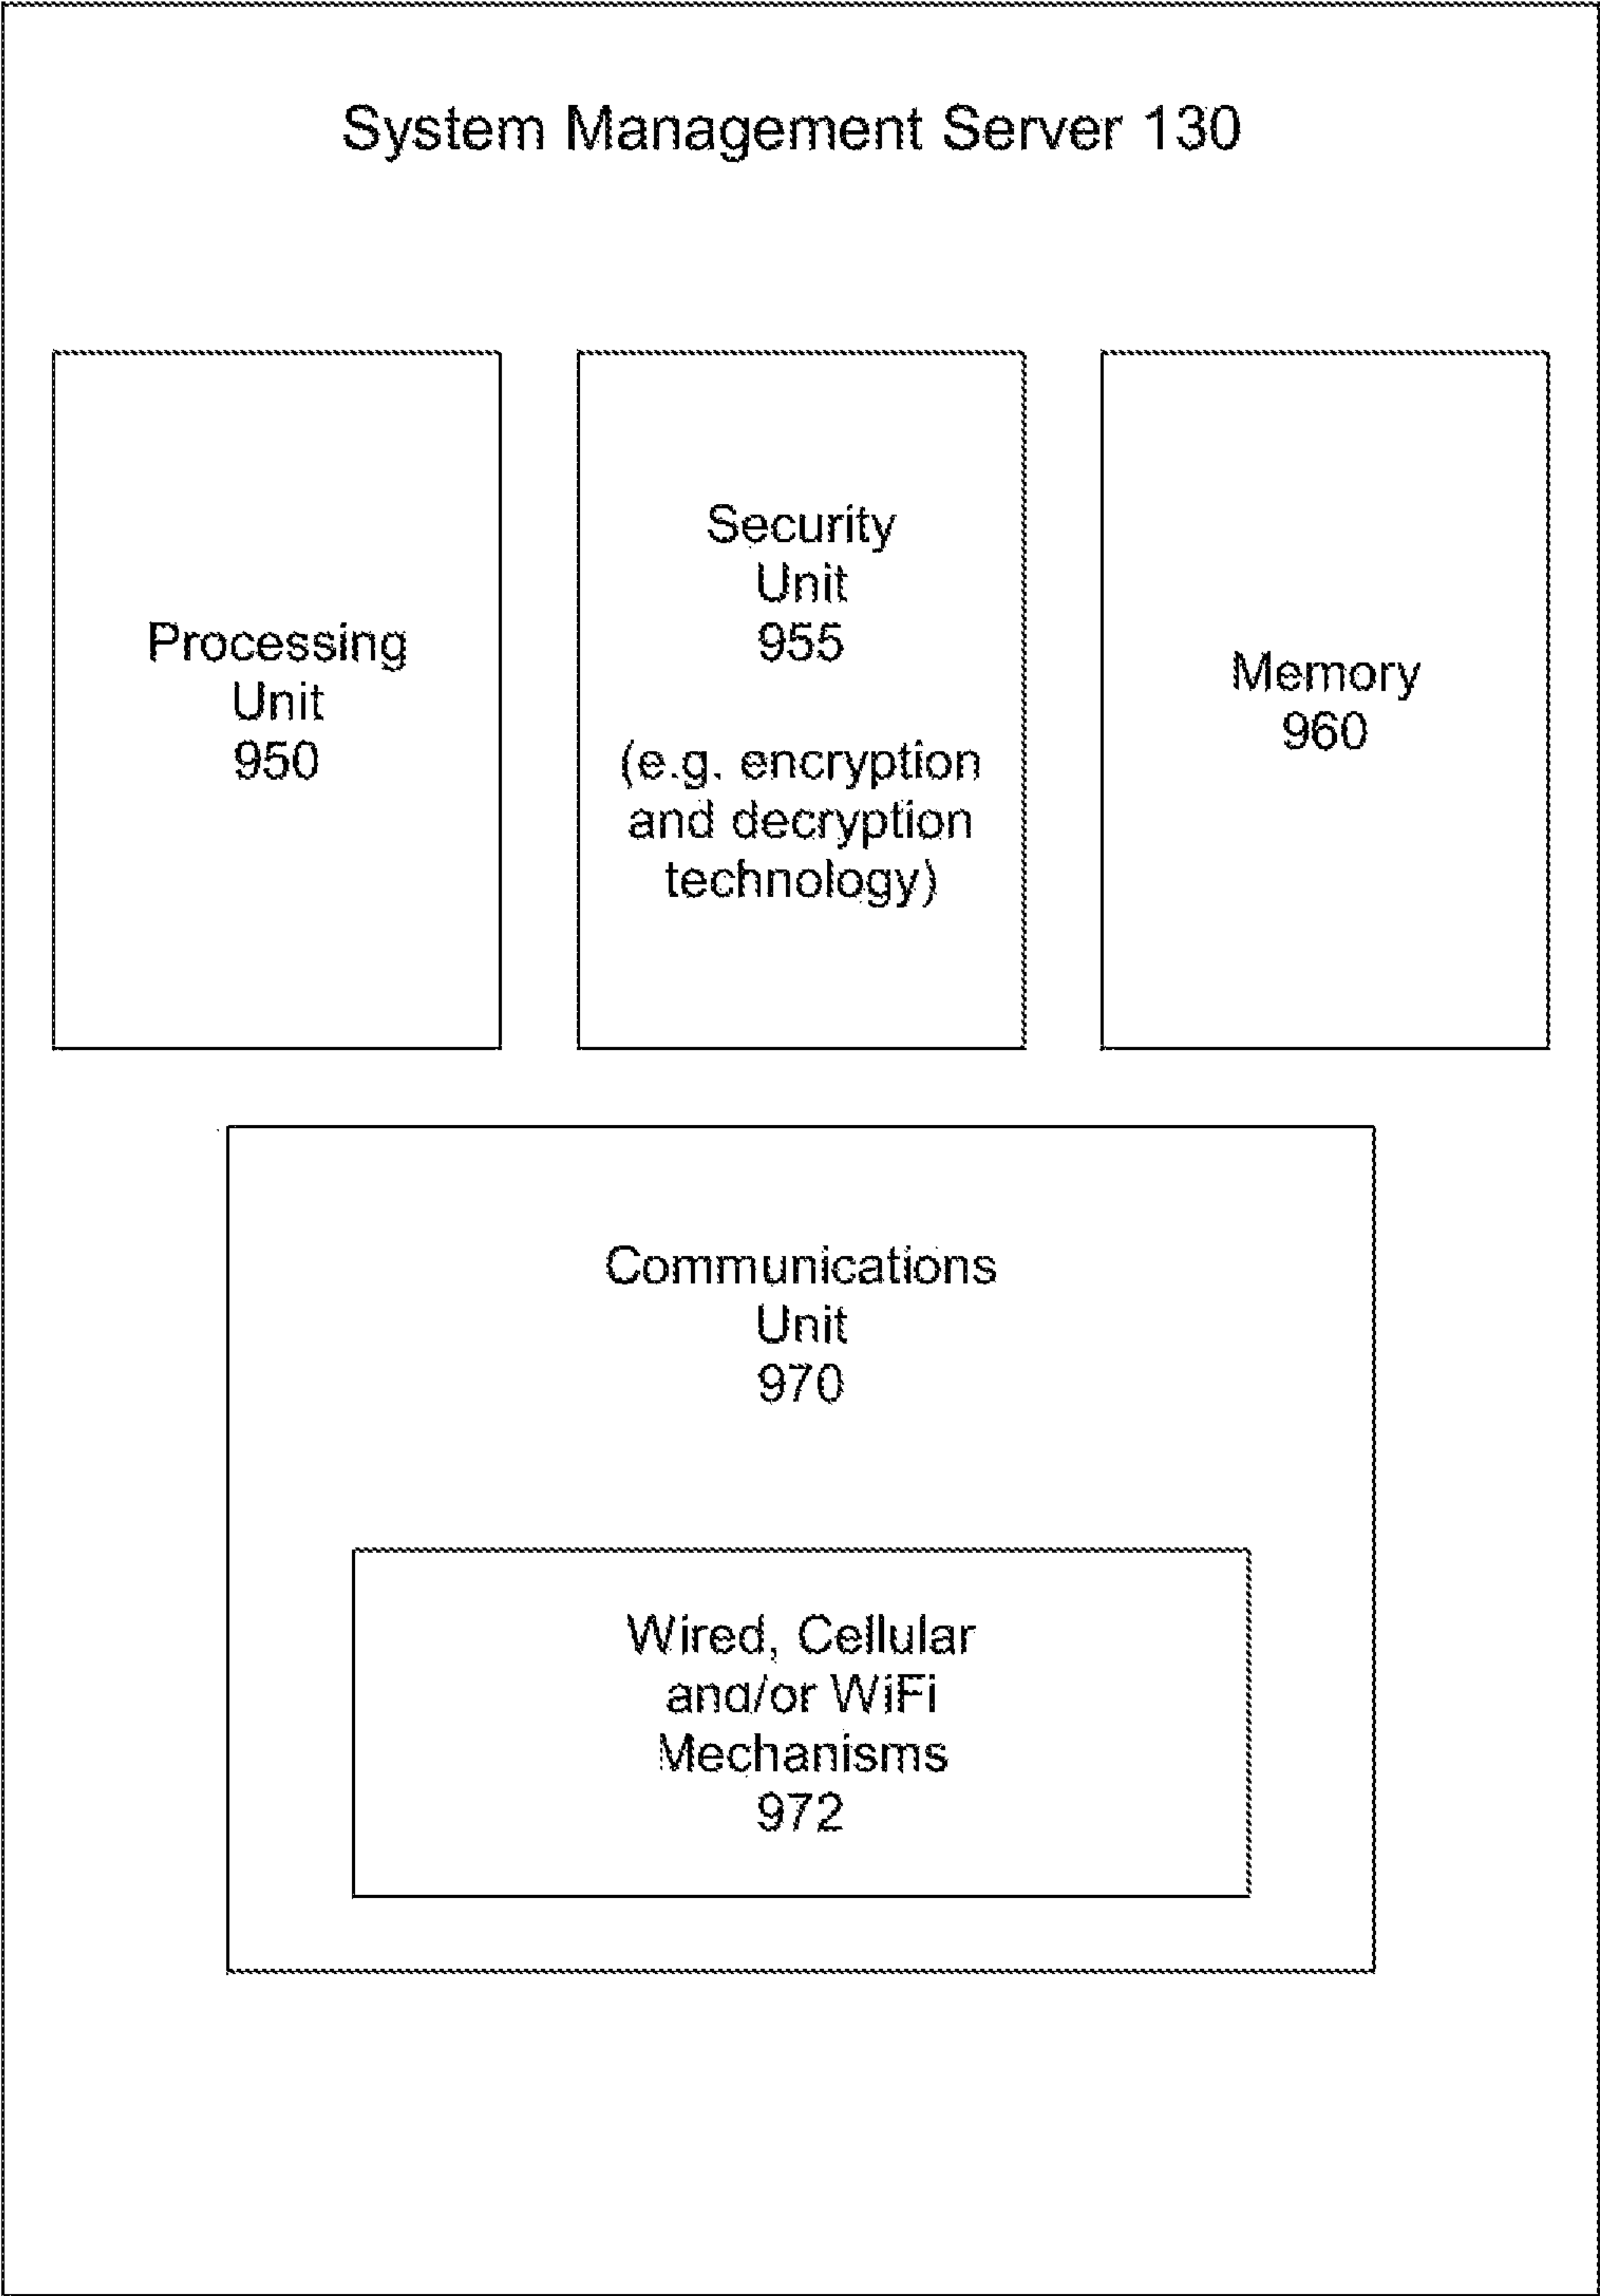 System Management Server 130
Processing
Unit
950
Security
Unit
955
(e.g. encryption
and decryption
technology)
Memory
960
Communications
Unit
970
Wired, Cellular
and/or WiFi
Mechanisms
972